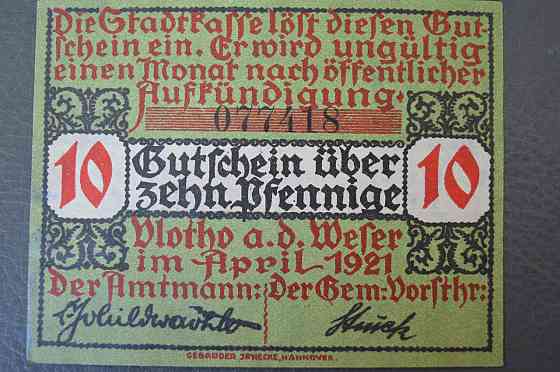 Die Stadtkasse löst diesen Gut-
schein ein. Er wird ungültig
einen Monat nach öffentlicher
Aufkündigung.
077418
10 Gutschein über 10
zehn Pfennige
Vlotho a.d. Weser
im April 1921
Der Amtmann: Der Gem:Vorsthr:
GEBRÜDER JÄNECKE, HANNOVER.